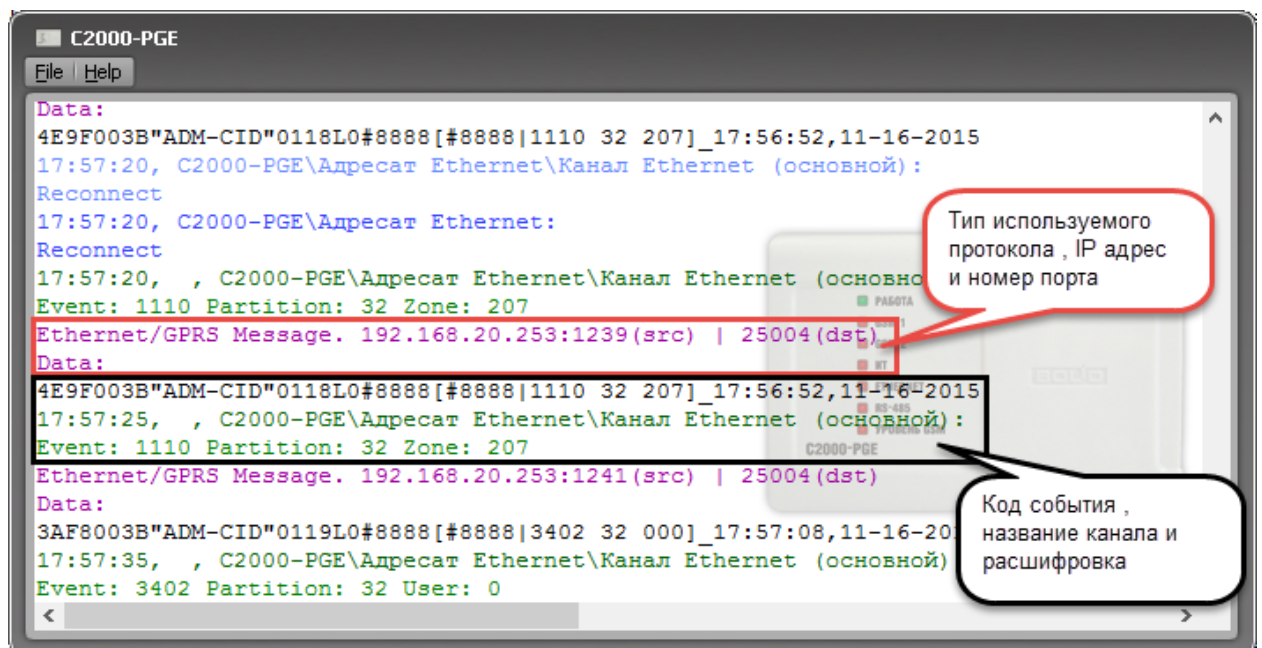 C2000-PGE
File Help
Data:
4E9F003B"ADM-CID"0118L0#8888[#8888|1110 32 207]_17:56:52,11-16-2015
17:57:20, C2000-PGE\Адресат Ethernet\Канал Ethernet (основной):
Reconnect
17:57:20, C2000-PGE\Адресат Ethernet:
Reconnect
17:57:20, , C2000-PGE\Адресат Ethernet\Канал Ethernet (основно
Event: 1110 Partition: 32 Zone: 207
Ethernet/GPRS Message. 192.168.20.253:1239(src) | 25004(dst)
Data:
4E9F003B"ADM-CID"0118L0#8888[#8888|1110 32 207]_17:56:52,11-16-2015
17:57:25, , C2000-PGE\Адресат Ethernet\Канал Ethernet (основной):
Event: 1110 Partition: 32 Zone: 207
Ethernet/GPRS Message. 192.168.20.253:1241(src) | 25004(dst)
Data:
3AF8003B"ADM-CID"0119L0#8888[#8888|3402 32 000]_17:57:08,11-16-20
17:57:35, , C2000-PGE\Адресат Ethernet\Канал Ethernet (основной)
Event: 3402 Partition: 32 User: 0
Тип используемого
протокола , IP адрес
и номер порта
Код события ,
название канала и
расшифровка
РАБОТА
HT
ETHERNET
RS-485
УРОВЕНЬ GSM
C2000-PGE
BOLID